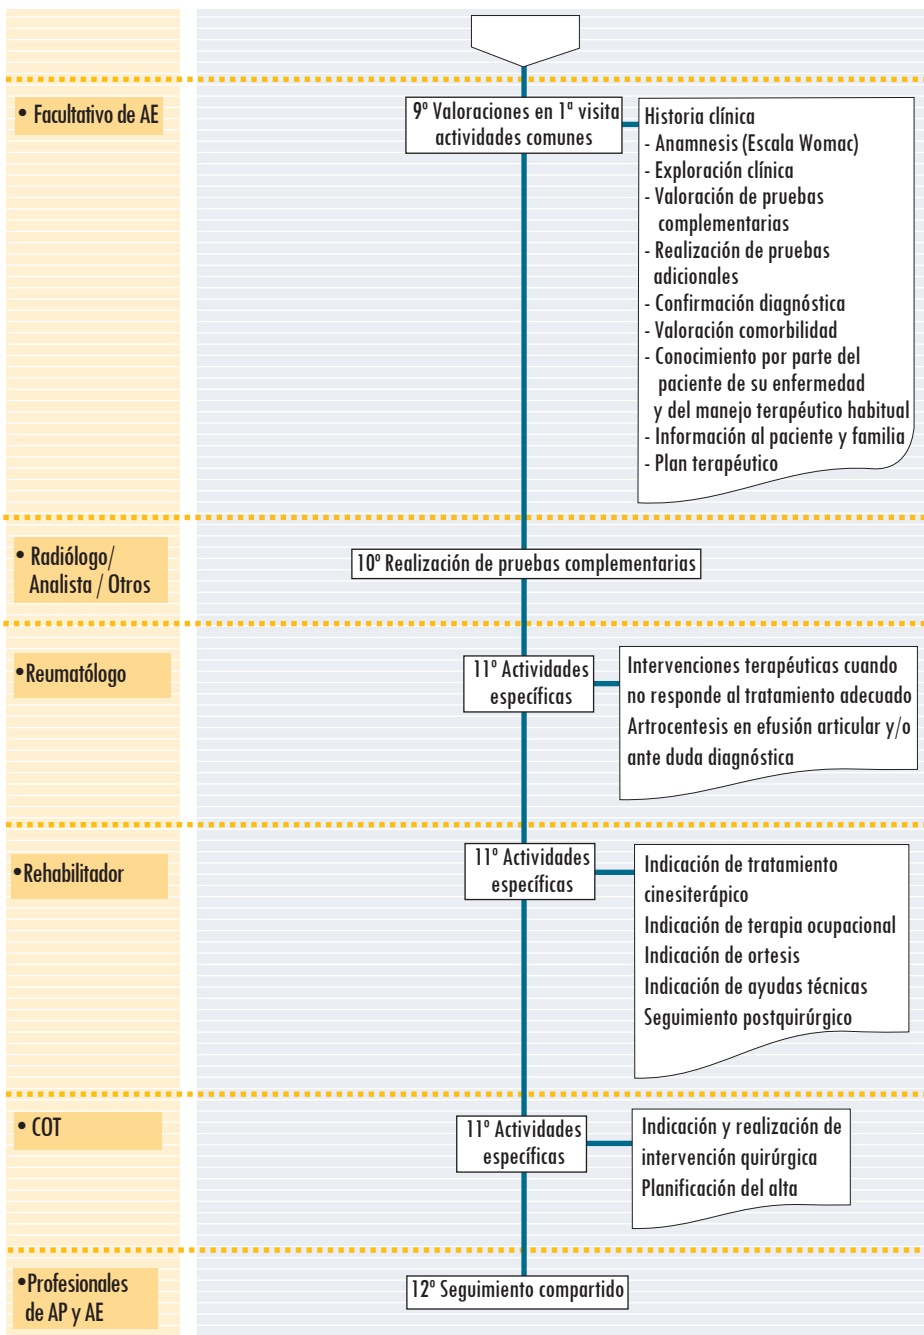 • Facultativo de AE
9º Valoraciones en 1ª visita
actividades comunes
Historia clínica
- Anamnesis (Escala Womac)
- Exploración clínica
- Valoración de pruebas
complementarias
- Realización de pruebas
adicionales
- Confirmación diagnóstica
- Valoración comorbilidad
- Conocimiento por parte del
paciente de su enfermedad
y del manejo terapéutico habitual
- Información al paciente y familia
- Plan terapéutico
• Radiólogo/
Analista / Otros
10º Realización de pruebas complementarias
•Reumatólogo
11º Actividades
específicas
Intervenciones terapéuticas cuando
no responde al tratamiento adecuado
Artrocentesis en efusión articular y/o
ante duda diagnóstica
•Rehabilitador
11º Actividades
específicas
Indicación de tratamiento
cinesiterápico
Indicación de terapia ocupacional
Indicación de ortesis
Indicación de ayudas técnicas
Seguimiento postquirúrgico
• COT
11º Actividades
específicas
Indicación y realización de
intervención quirúrgica
Planificación del alta
•Profesionales
de AP y AE
12º Seguimiento compartido